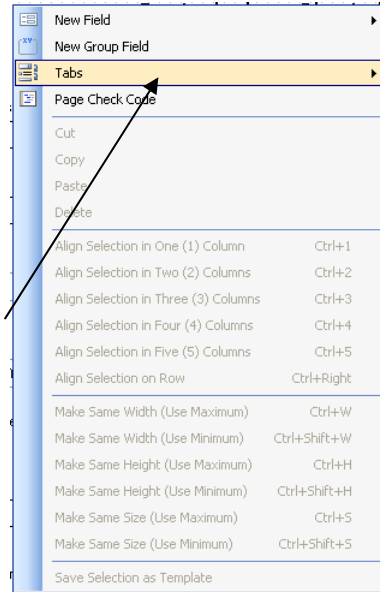 New Field
New Group Field
Tabs
Page Check Code
Cut
Copy
Paste
Delete
Align Selection in One (1) Column Ctrl+1
Align Selection in Two (2) Columns Ctrl+2
Align Selection in Three (3) Columns Ctrl+3
Align Selection in Four (4) Columns Ctrl+4
Align Selection in Five (5) Columns Ctrl+5
Align Selection on Row Ctrl+Right
Make Same Width (Use Maximum) Ctrl+W
Make Same Width (Use Minimum) Ctrl+Shift+W
Make Same Height (Use Maximum) Ctrl+H
Make Same Height (Use Minimum) Ctrl+Shift+H
Make Same Size (Use Maximum) Ctrl+S
Make Same Size (Use Minimum) Ctrl+Shift+S
Save Selection as Template